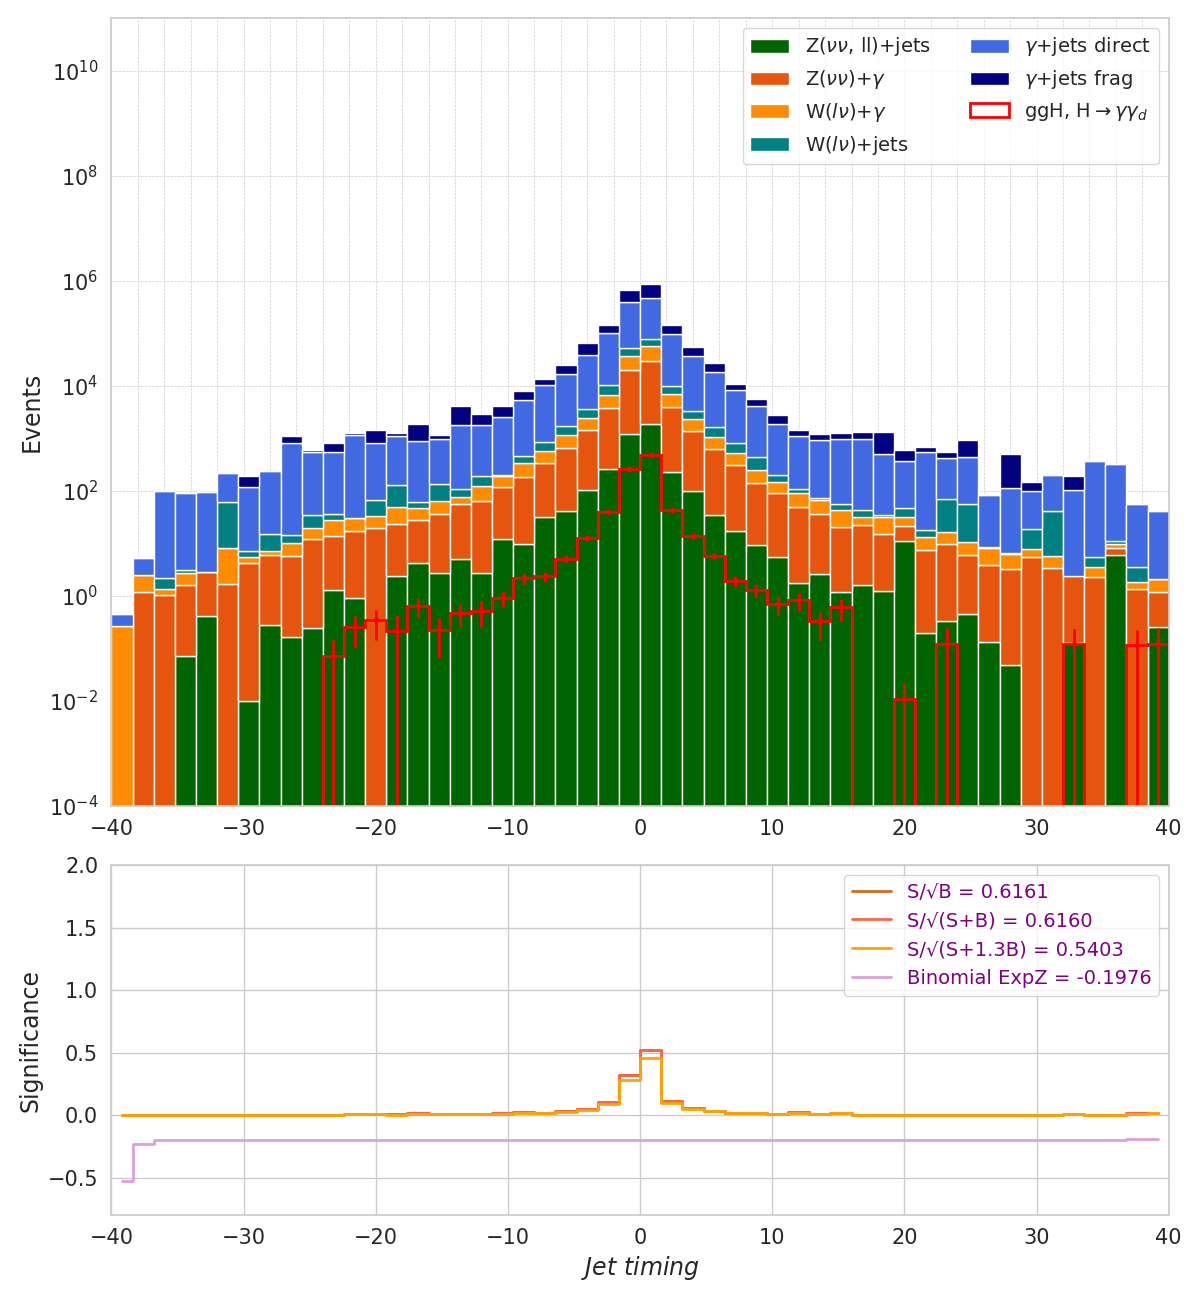 Events
10^10
10^8
10^6
10^4
10^2
10^0
10^−2
10^−4
Z(νν, ll)+jets
Z(νν)+γ
W(lν)+γ
W(lν)+jets
γ+jets direct
γ+jets frag
ggH, H→γγ_d
−40 −30 −20 −10 0 10 20 30 40
Significance
2.0
1.5
1.0
0.5
0.0
−0.5
S/√B = 0.6161
S/√(S+B) = 0.6160
S/√(S+1.3B) = 0.5403
Binomial ExpZ = -0.1976
−40 −30 −20 −10 0 10 20 30 40
Jet timing